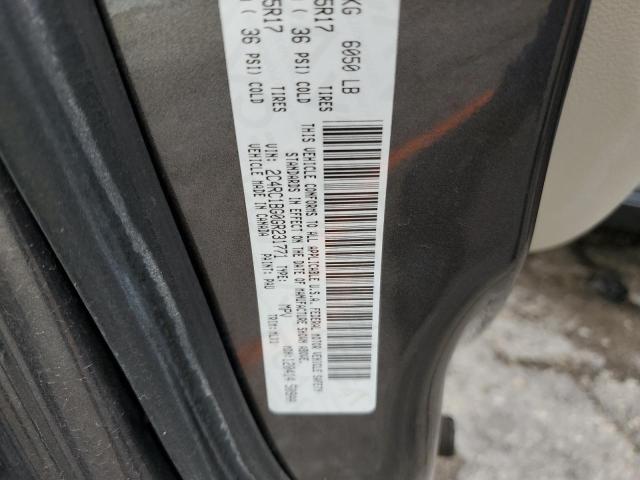 KG 6050 LB
5R17 TIRES
36 PSI) COLD
5R17 TIRES
( 36 PSI) COLD
THIS VEHICLE CONFORMS TO ALL APPLICABLE U.S.A. FEDERAL MOTOR VEHICLE SAFETY
STANDARDS IN EFFECT ON THE DATE OF MANUFACTURE SHOWN ABOVE.
VIN: 2C4RC1BG0GR231771 TYPE: MPV
VEHICLE MADE IN CANADA PAINT: PAU